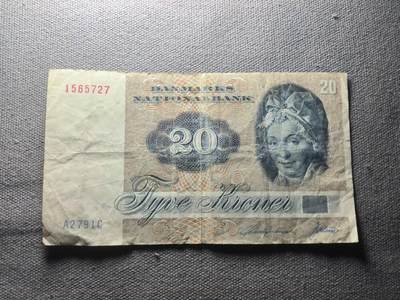 1565727
DANMARKS
NATIONALBANK
20
20
Tyve Kroner
A2791C